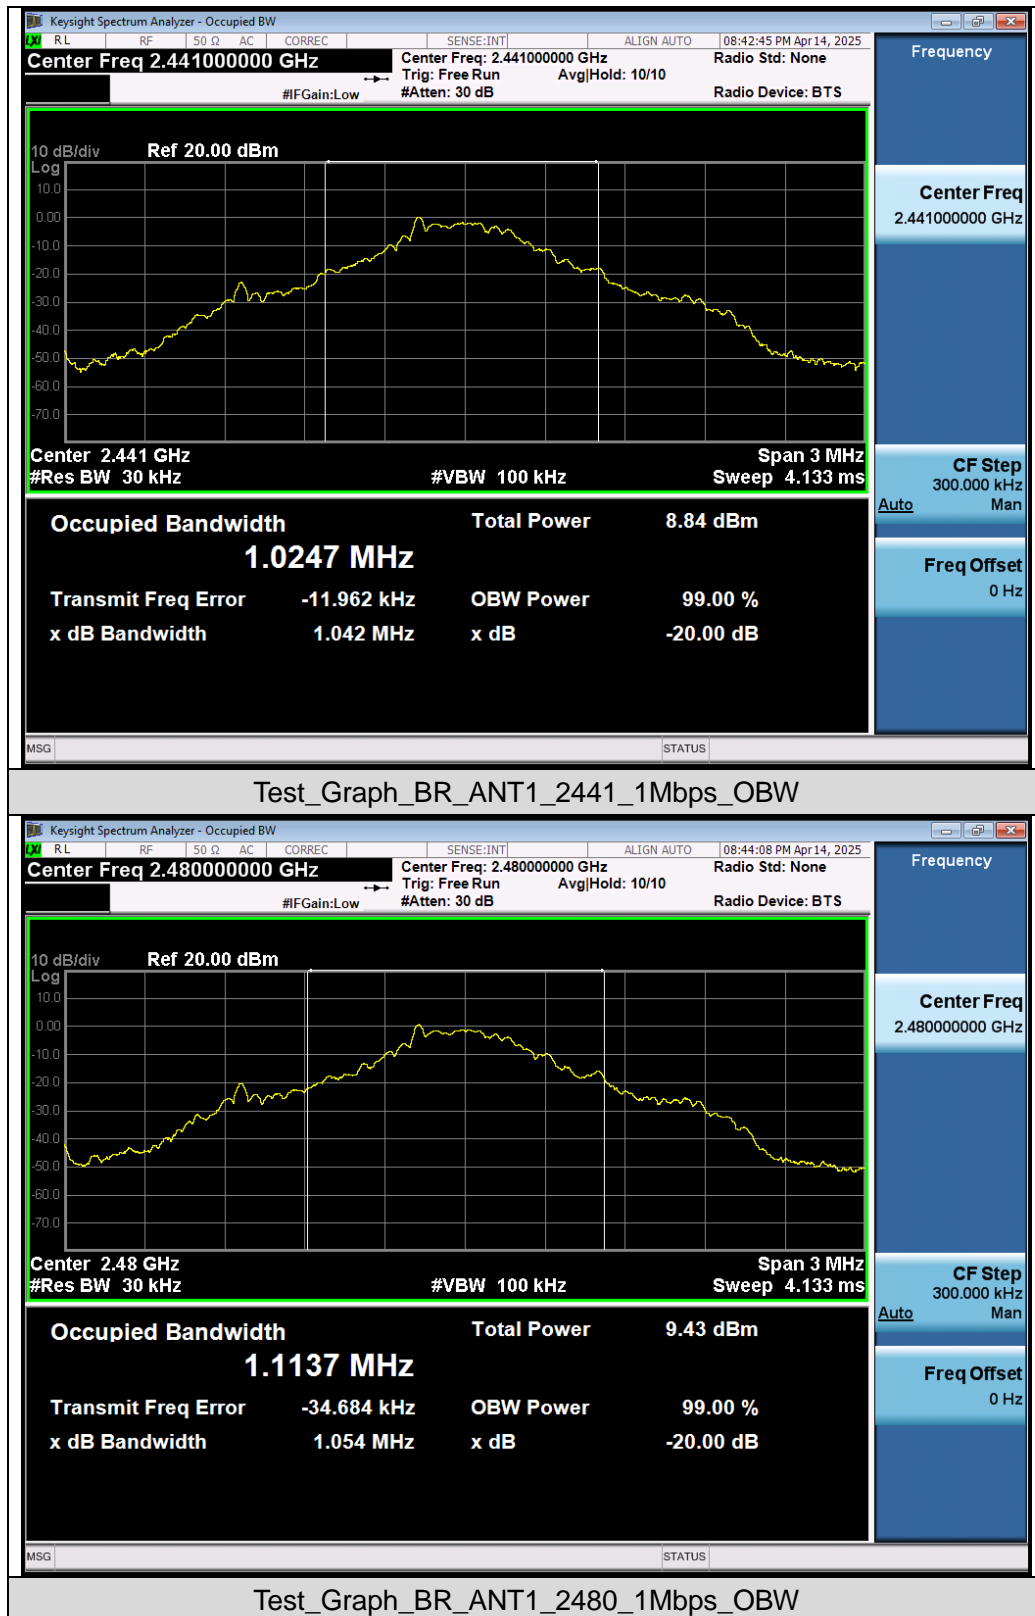 Keysight Spectrum Analyzer - Occupied BW
LXI RL RF 50 Ω AC CORREC SENSE:INT ALIGN AUTO 08:42:45 PM Apr 14, 2025
Center Freq 2.441000000 GHz
Center Freq: 2.441000000 GHz
Radio Std: None
Trig: Free Run Avg|Hold: 10/10
#IFGain:Low
#Atten: 30 dB
Radio Device: BTS
Frequency
10 dB/div Ref 20.00 dBm
Log
10.0
0.00
-10.0
-20.0
-30.0
-40.0
-50.0
-60.0
-70.0
Center Freq
2.441000000 GHz
Center 2.441 GHz Span 3 MHz
#Res BW 30 kHz #VBW 100 kHz Sweep 4.133 ms
CF Step
300.000 kHz
Auto Man
Freq Offset
0 Hz
Occupied Bandwidth Total Power 8.84 dBm
1.0247 MHz
Transmit Freq Error -11.962 kHz OBW Power 99.00 %
x dB Bandwidth 1.042 MHz x dB -20.00 dB
MSG STATUS
Test_Graph_BR_ANT1_2441_1Mbps_OBW
Keysight Spectrum Analyzer - Occupied BW
LXI RL RF 50 Ω AC CORREC SENSE:INT ALIGN AUTO 08:44:08 PM Apr 14, 2025
Center Freq 2.480000000 GHz
Center Freq: 2.480000000 GHz
Radio Std: None
Trig: Free Run Avg|Hold: 10/10
#IFGain:Low
#Atten: 30 dB
Radio Device: BTS
Frequency
10 dB/div Ref 20.00 dBm
Log
10.0
0.00
-10.0
-20.0
-30.0
-40.0
-50.0
-60.0
-70.0
Center Freq
2.480000000 GHz
Center 2.48 GHz Span 3 MHz
#Res BW 30 kHz #VBW 100 kHz Sweep 4.133 ms
CF Step
300.000 kHz
Auto Man
Freq Offset
0 Hz
Occupied Bandwidth Total Power 9.43 dBm
1.1137 MHz
Transmit Freq Error -34.684 kHz OBW Power 99.00 %
x dB Bandwidth 1.054 MHz x dB -20.00 dB
MSG STATUS
Test_Graph_BR_ANT1_2480_1Mbps_OBW